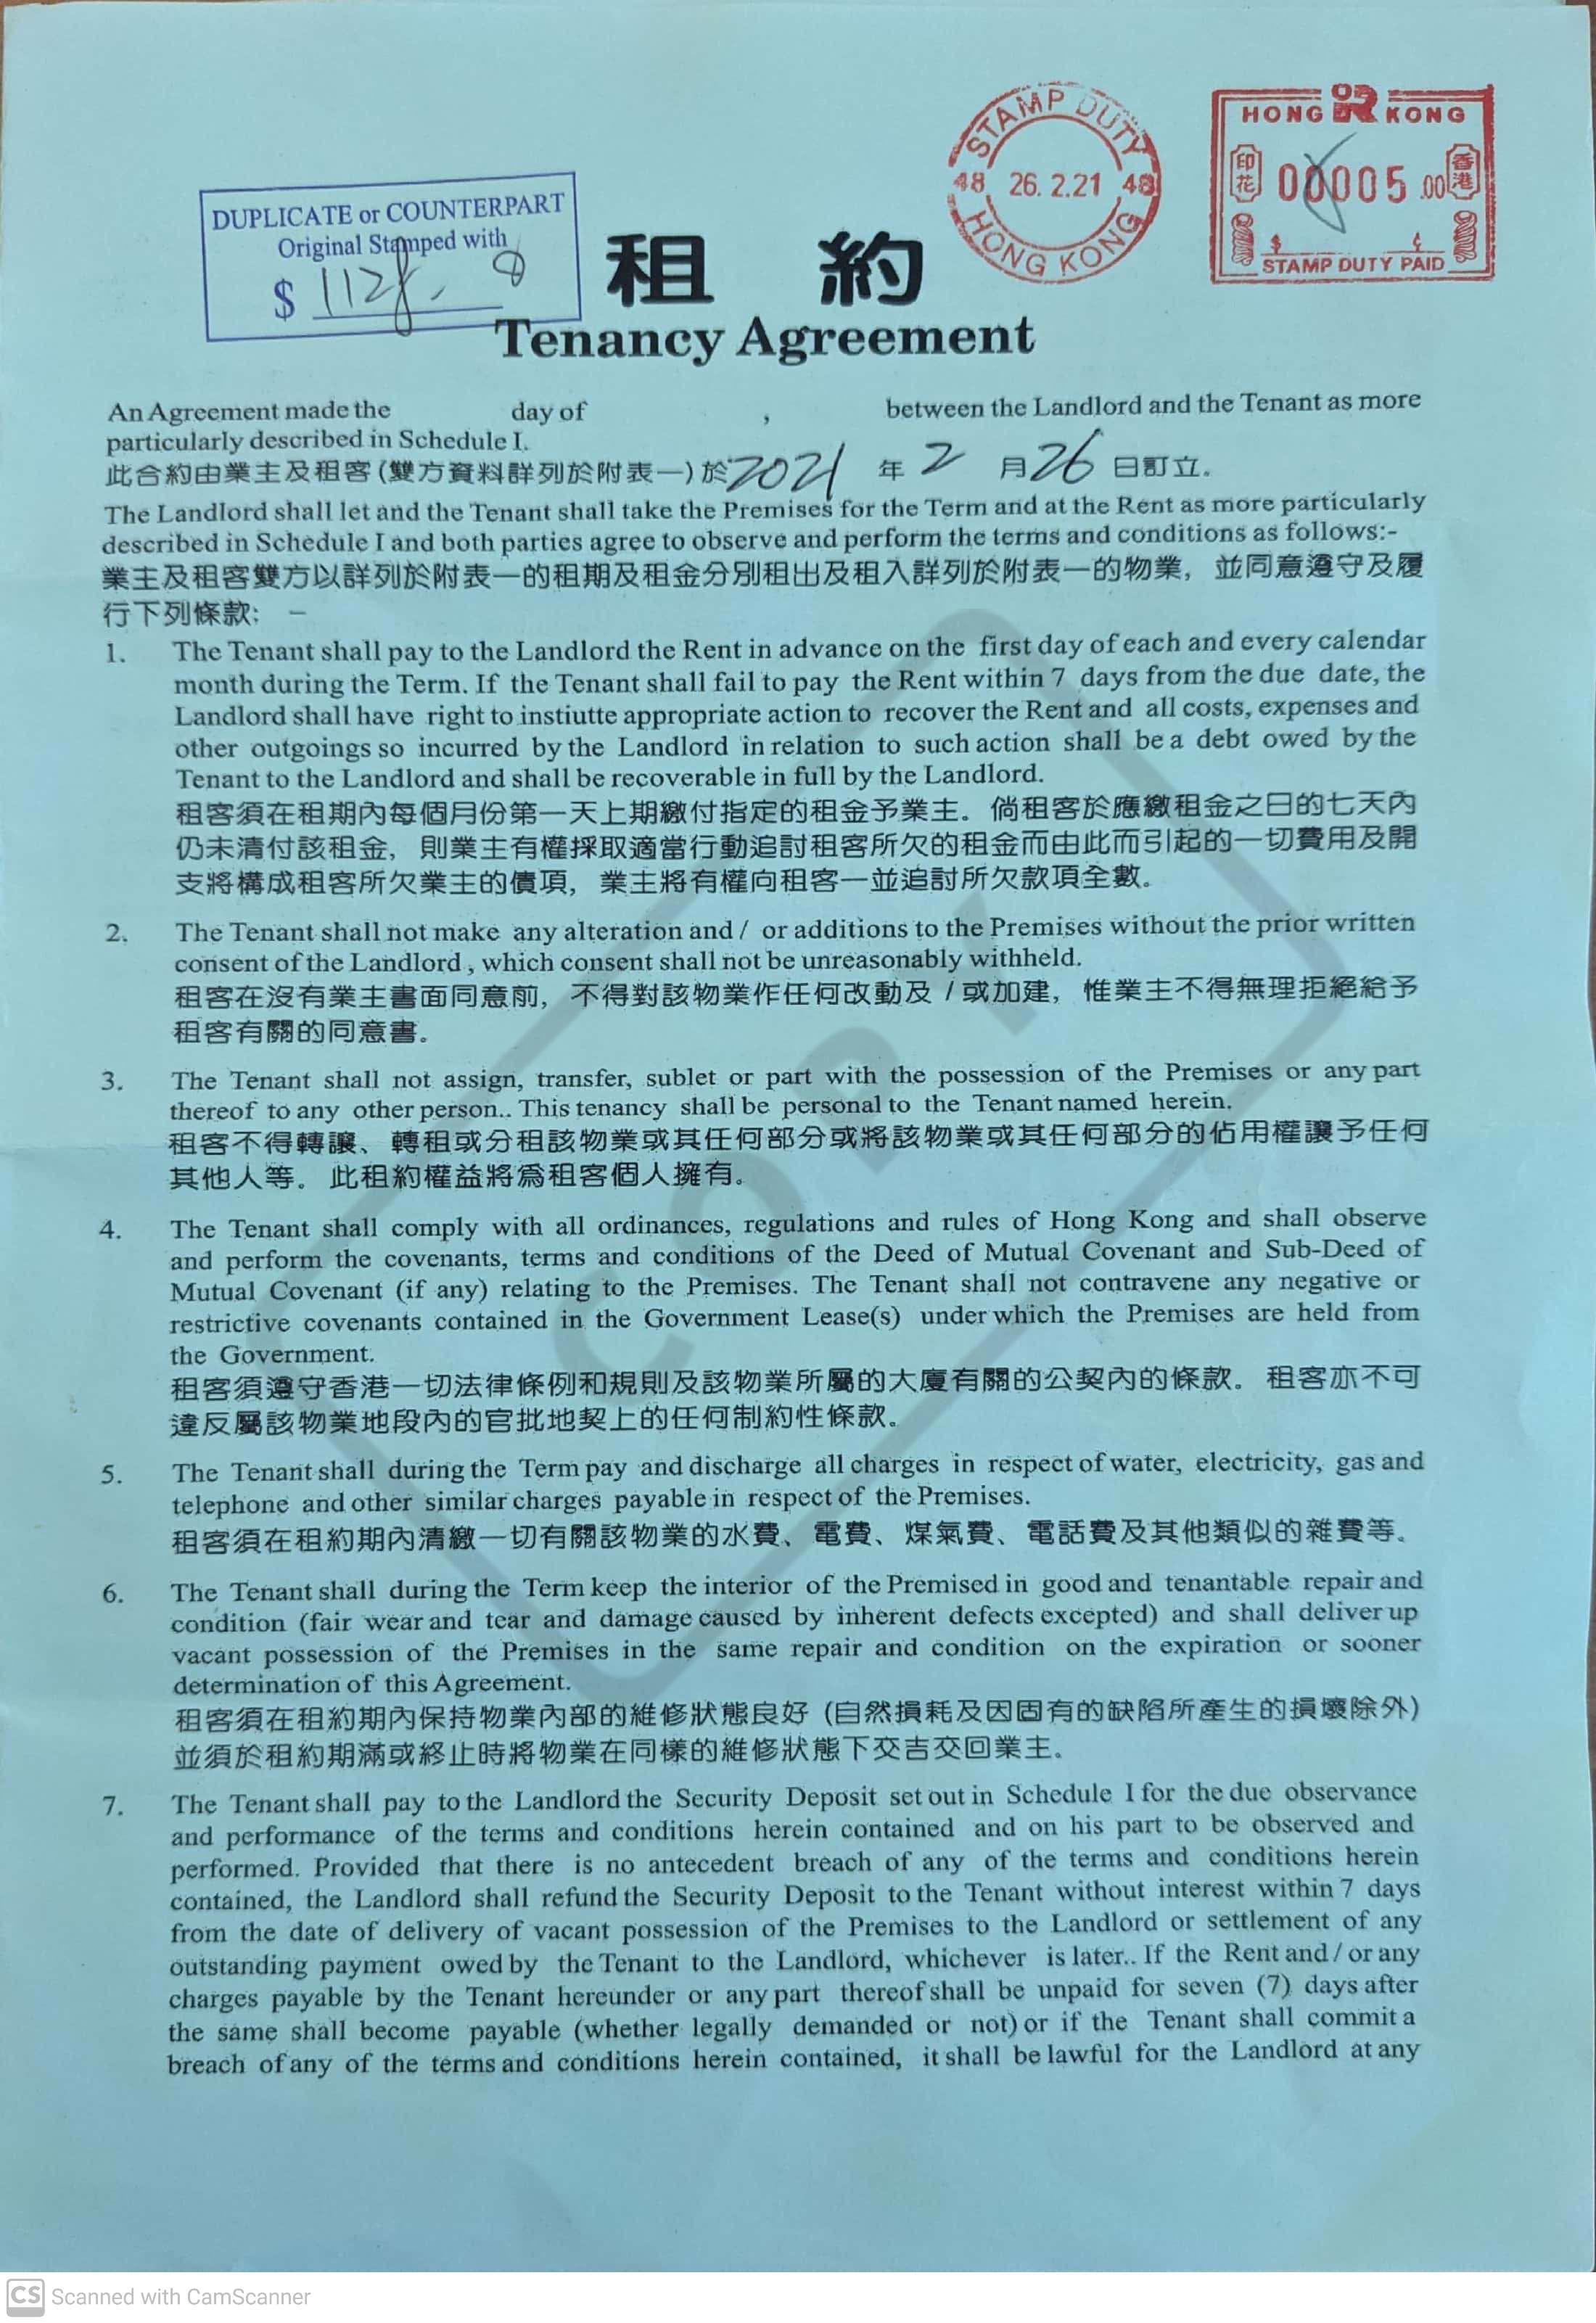 STAMP DUTY
48 26.2.21 48
HONG KONG
HONG KONG
印花 00005.00 香港
$ ¢
STAMP DUTY PAID
DUPLICATE or COUNTERPART
Original Stamped with
$
租 約
Tenancy Agreement
An Agreement made the day of , between the Landlord and the Tenant as more
particularly described in Schedule I.
此合約由業主及租客(雙方資料詳列於附表一)於2021 年 2 月26 日訂立.
The Landlord shall let and the Tenant shall take the Premises for the Term and at the Rent as more particularly
described in Schedule I and both parties agree to observe and perform the terms and conditions as follows:-
業主及租客雙方以詳列於附表一的租期及租金分別租出及租入詳列於附表一的物業, 並同意遵守及履
行下列條款: –
1. The Tenant shall pay to the Landlord the Rent in advance on the first day of each and every calendar
month during the Term. If the Tenant shall fail to pay the Rent within 7 days from the due date, the
Landlord shall have right to instiutte appropriate action to recover the Rent and all costs, expenses and
other outgoings so incurred by the Landlord in relation to such action shall be a debt owed by the
Tenant to the Landlord and shall be recoverable in full by the Landlord.
租客須在租期內每個月份第一天上期繳付指定的租金予業主. 倘租客於應繳租金之日的七天內
仍未清付該租金, 則業主有權採取適當行動追討租客所欠的租金而由此而引起的一切費用及開
支將構成租客所欠業主的債項, 業主將有權向租客一並追討所欠款項全數.
2. The Tenant shall not make any alteration and / or additions to the Premises without the prior written
consent of the Landlord , which consent shall not be unreasonably withheld.
租客在沒有業主書面同意前, 不得對該物業作任何改動及 / 或加建, 惟業主不得無理拒絕給予
租客有關的同意書.
3. The Tenant shall not assign, transfer, sublet or part with the possession of the Premises or any part
thereof to any other person.. This tenancy shall be personal to the Tenant named herein.
租客不得轉讓、轉租或分租該物業或其任何部分或將該物業或其任何部分的佔用權讓予任何
其他人等. 此租約權益將為租客個人擁有.
4. The Tenant shall comply with all ordinances, regulations and rules of Hong Kong and shall observe
and perform the covenants, terms and conditions of the Deed of Mutual Covenant and Sub-Deed of
Mutual Covenant (if any) relating to the Premises. The Tenant shall not contravene any negative or
restrictive covenants contained in the Government Lease(s) under which the Premises are held from
the Government.
租客須遵守香港一切法律條例和規則及該物業所屬的大廈有關的公契內的條款. 租客亦不可
違反屬該物業地段內的官批地契上的任何制約性條款.
5. The Tenant shall during the Term pay and discharge all charges in respect of water, electricity, gas and
telephone and other similar charges payable in respect of the Premises.
租客須在租約期內清繳一切有關該物業的水費、電費、煤氣費、電話費及其他類似的雜費等.
6. The Tenant shall during the Term keep the interior of the Premised in good and tenantable repair and
condition (fair wear and tear and damage caused by inherent defects excepted) and shall deliver up
vacant possession of the Premises in the same repair and condition on the expiration or sooner
determination of this Agreement.
租客須在租約期內保持物業內部的維修狀態良好 (自然損耗及因固有的缺陷所產生的損壞除外)
並須於租約期滿或終止時將物業在同樣的維修狀態下交吉交回業主.
7. The Tenant shall pay to the Landlord the Security Deposit set out in Schedule I for the due observance
and performance of the terms and conditions herein contained and on his part to be observed and
performed. Provided that there is no antecedent breach of any of the terms and conditions herein
contained, the Landlord shall refund the Security Deposit to the Tenant without interest within 7 days
from the date of delivery of vacant possession of the Premises to the Landlord or settlement of any
outstanding payment owed by the Tenant to the Landlord, whichever is later.. If the Rent and / or any
charges payable by the Tenant hereunder or any part thereof shall be unpaid for seven (7) days after
the same shall become payable (whether legally demanded or not) or if the Tenant shall commit a
breach of any of the terms and conditions herein contained, it shall be lawful for the Landlord at any
COPY
CS Scanned with CamScanner